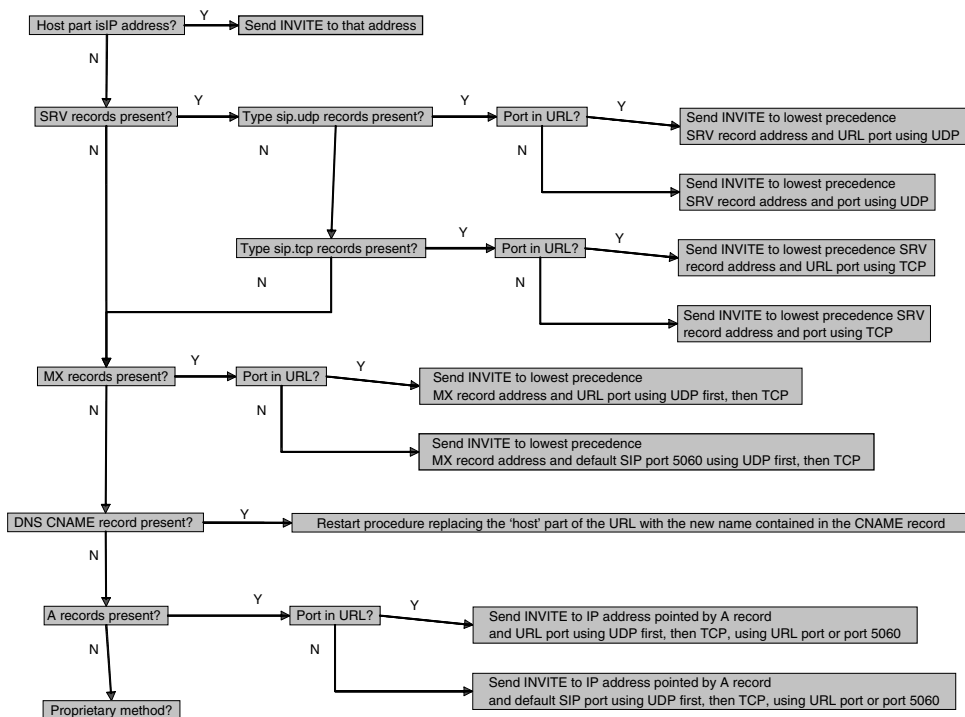 Host part isIP address?
Y
Send INVITE to that address
N
SRV records present?
Y
Type sip.udp records present?
Y
Port in URL?
Y
Send INVITE to lowest precedence
SRV record address and URL port using UDP
N
N
N
Send INVITE to lowest precedence
SRV record address and port using UDP
Type sip.tcp records present?
Y
Port in URL?
Y
Send INVITE to lowest precedence SRV
record address and URL port using TCP
N
N
Send INVITE to lowest precedence SRV
record address and port using TCP
MX records present?
Y
Port in URL?
Y
Send INVITE to lowest precedence
MX record address and URL port using UDP first, then TCP
N
N
Send INVITE to lowest precedence
MX record address and default SIP port 5060 using UDP first, then TCP
DNS CNAME record present?
Y
Restart procedure replacing the ‘host’ part of the URL with the new name contained in the CNAME record
N
A records present?
Y
Port in URL?
Y
Send INVITE to IP address pointed by A record
and URL port using UDP first, then TCP, using URL port or port 5060
N
N
Send INVITE to IP address pointed by A record
and default SIP port using UDP first, then TCP, using URL port or port 5060
Proprietary method?